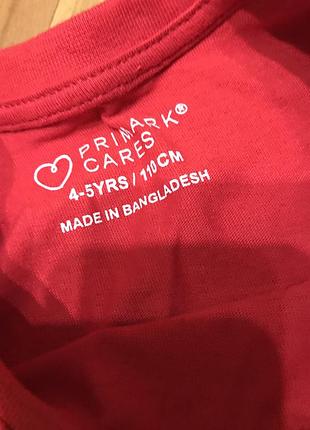 PRIMARK®
CARES
4-5YRS / 110CM
MADE IN BANGLADESH